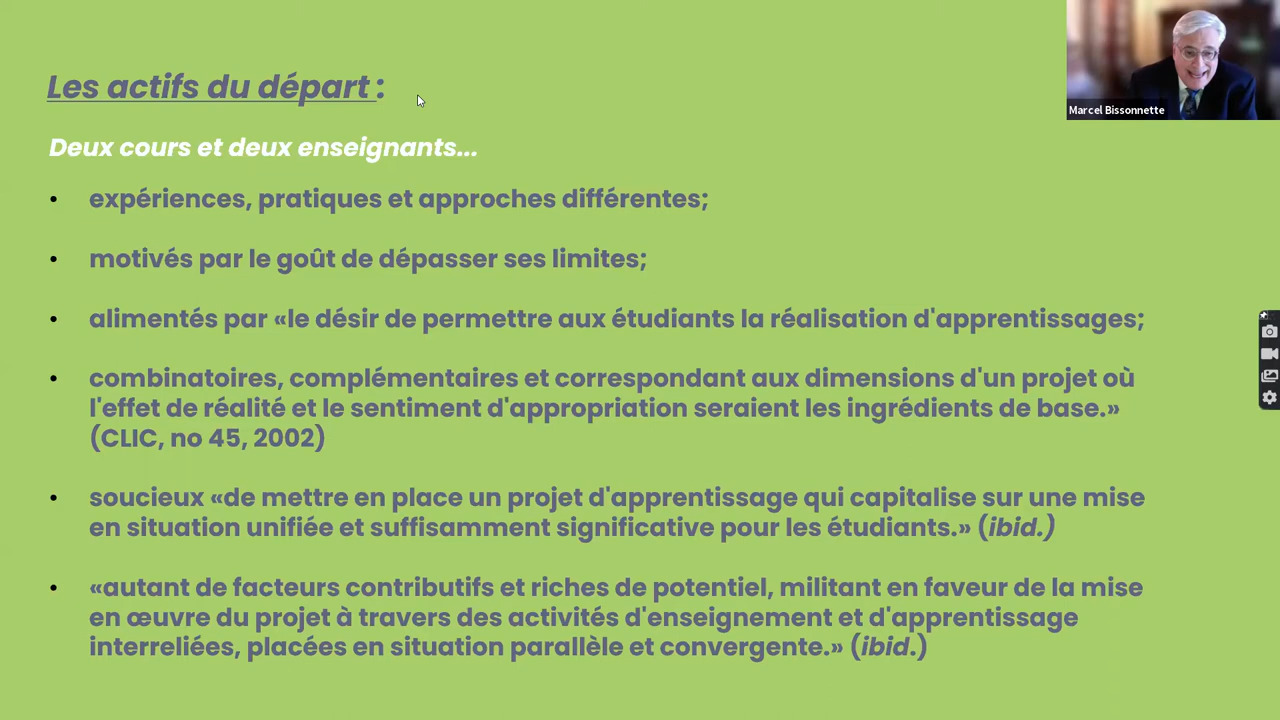 Les actifs du départ :
Marcel Bissonnette
Deux cours et deux enseignants...
• expériences, pratiques et approches différentes;
• motivés par le goût de dépasser ses limites;
• alimentés par «le désir de permettre aux étudiants la réalisation d'apprentissages;
• combinatoires, complémentaires et correspondant aux dimensions d'un projet où
l'effet de réalité et le sentiment d'appropriation seraient les ingrédients de base.»
(CLIC, no 45, 2002)
• soucieux «de mettre en place un projet d'apprentissage qui capitalise sur une mise
en situation unifiée et suffisamment significative pour les étudiants.» (ibid.)
• «autant de facteurs contributifs et riches de potentiel, militant en faveur de la mise
en œuvre du projet à travers des activités d'enseignement et d'apprentissage
interreliées, placées en situation parallèle et convergente.» (ibid.)